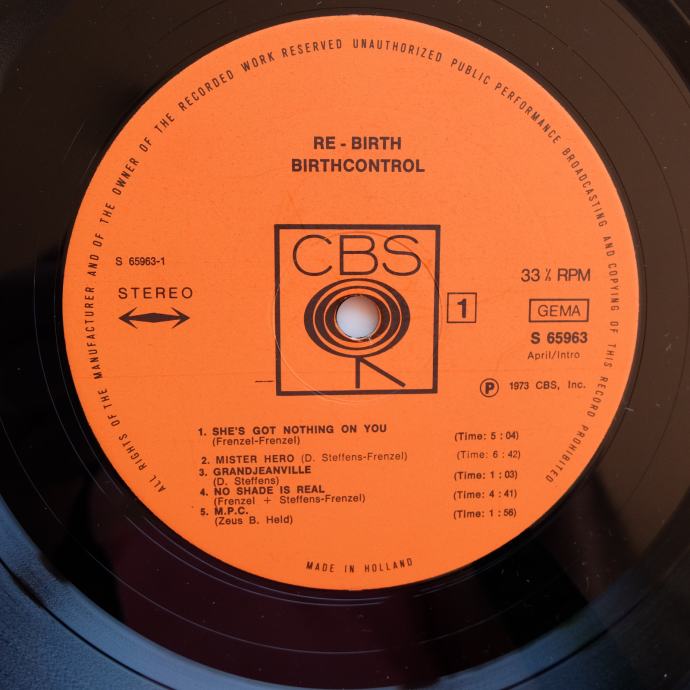 ALL RIGHTS OF THE MANUFACTURER AND OF THE OWNER OF THE RECORDED WORK RESERVED UNAUTHORIZED PUBLIC PERFORMANCE BROADCASTING AND COPYING OF THIS RECORD PROHIBITED
RE - BIRTH
BIRTHCONTROL
CBS
S 65963-1
STEREO
1
33 ⅓ RPM
GEMA
S 65963
April/Intro
Ⓟ 1973 CBS, Inc.
1. SHE'S GOT NOTHING ON YOU (Time: 5 : 04)
(Frenzel-Frenzel)
2. MISTER HERO (D. Steffens-Frenzel) (Time: 6 : 42)
3. GRANDJEANVILLE (Time: 1 : 03)
(D. Steffens)
4. NO SHADE IS REAL (Time: 4 : 41)
(Frenzel + Steffens-Frenzel)
5. M.P.C. (Time: 1 : 56)
(Zeus B. Held)
MADE IN HOLLAND